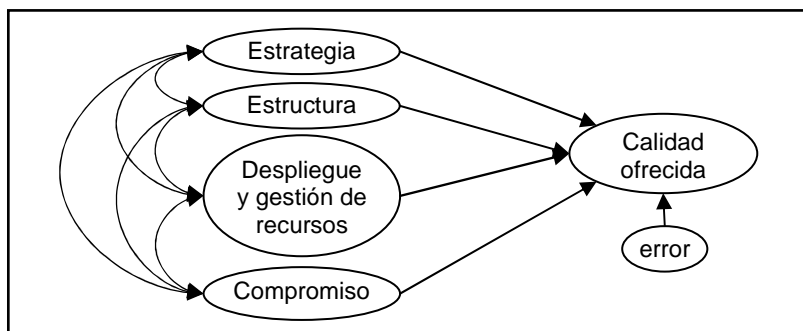 Estrategia
Estructura
Despliegue
y gestión de
recursos
Compromiso
Calidad
ofrecida
error